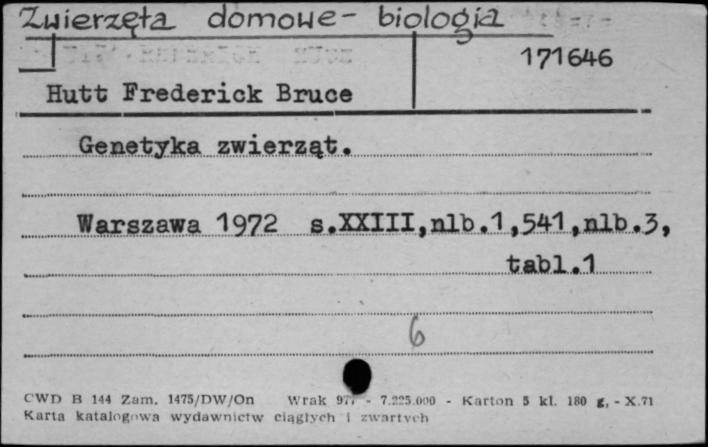 Zwierzęta domowe - biologia
171646
Hutt Frederick Bruce
Genetyka zwierząt.
Warszawa 1972 s.XXIII,nlb.1,541,nlb.3,
tabl.1
6
CWD B 144 Zam. 1475/DW/On Wrak - 7.225.000 - Karton 5 kl. 180 g, - X.71
Karta katalogowa wydawnictw ciągłych i zwartych